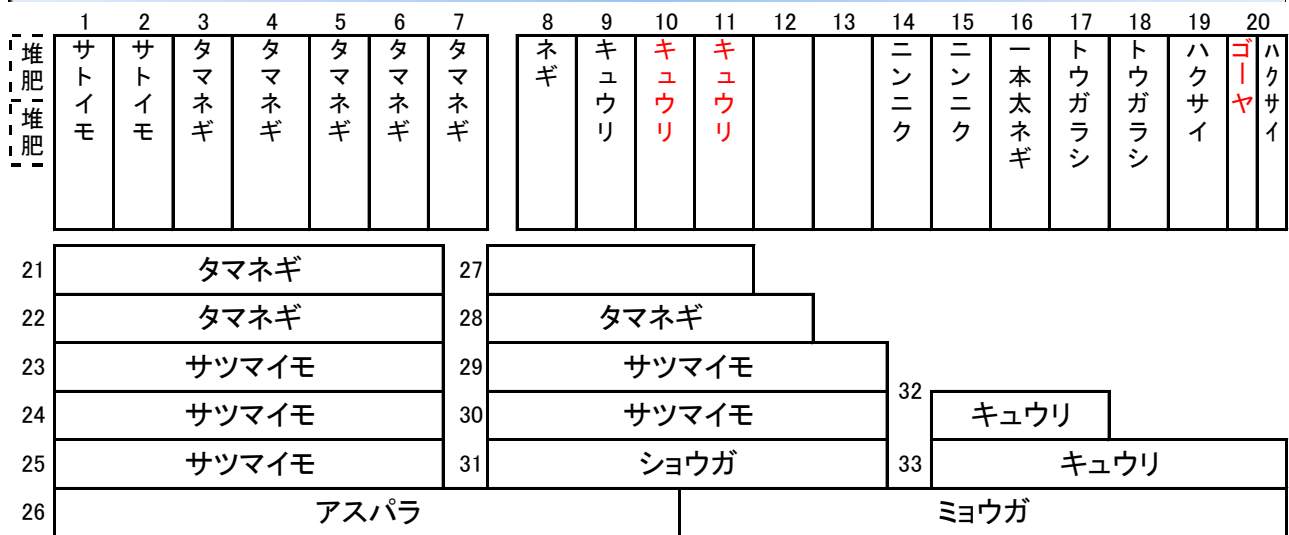 1 2 3 4 5 6 7 8 9 10 11 12 13 14 15 16 17 18 19 20
堆肥
堆肥
サトイモ
サトイモ
タマネギ
タマネギ
タマネギ
タマネギ
タマネギ
ネギ
キュウリ
キュウリ
キュウリ
ニンニク
ニンニク
一本太ネギ
トウガラシ
トウガラシ
ハクサイ
ゴーヤ
ハクサイ
21 タマネギ 27
22 タマネギ 28 タマネギ
23 サツマイモ 29 サツマイモ
24 サツマイモ 30 サツマイモ 32 キュウリ
25 サツマイモ 31 ショウガ 33 キュウリ
26 アスパラ ミョウガ